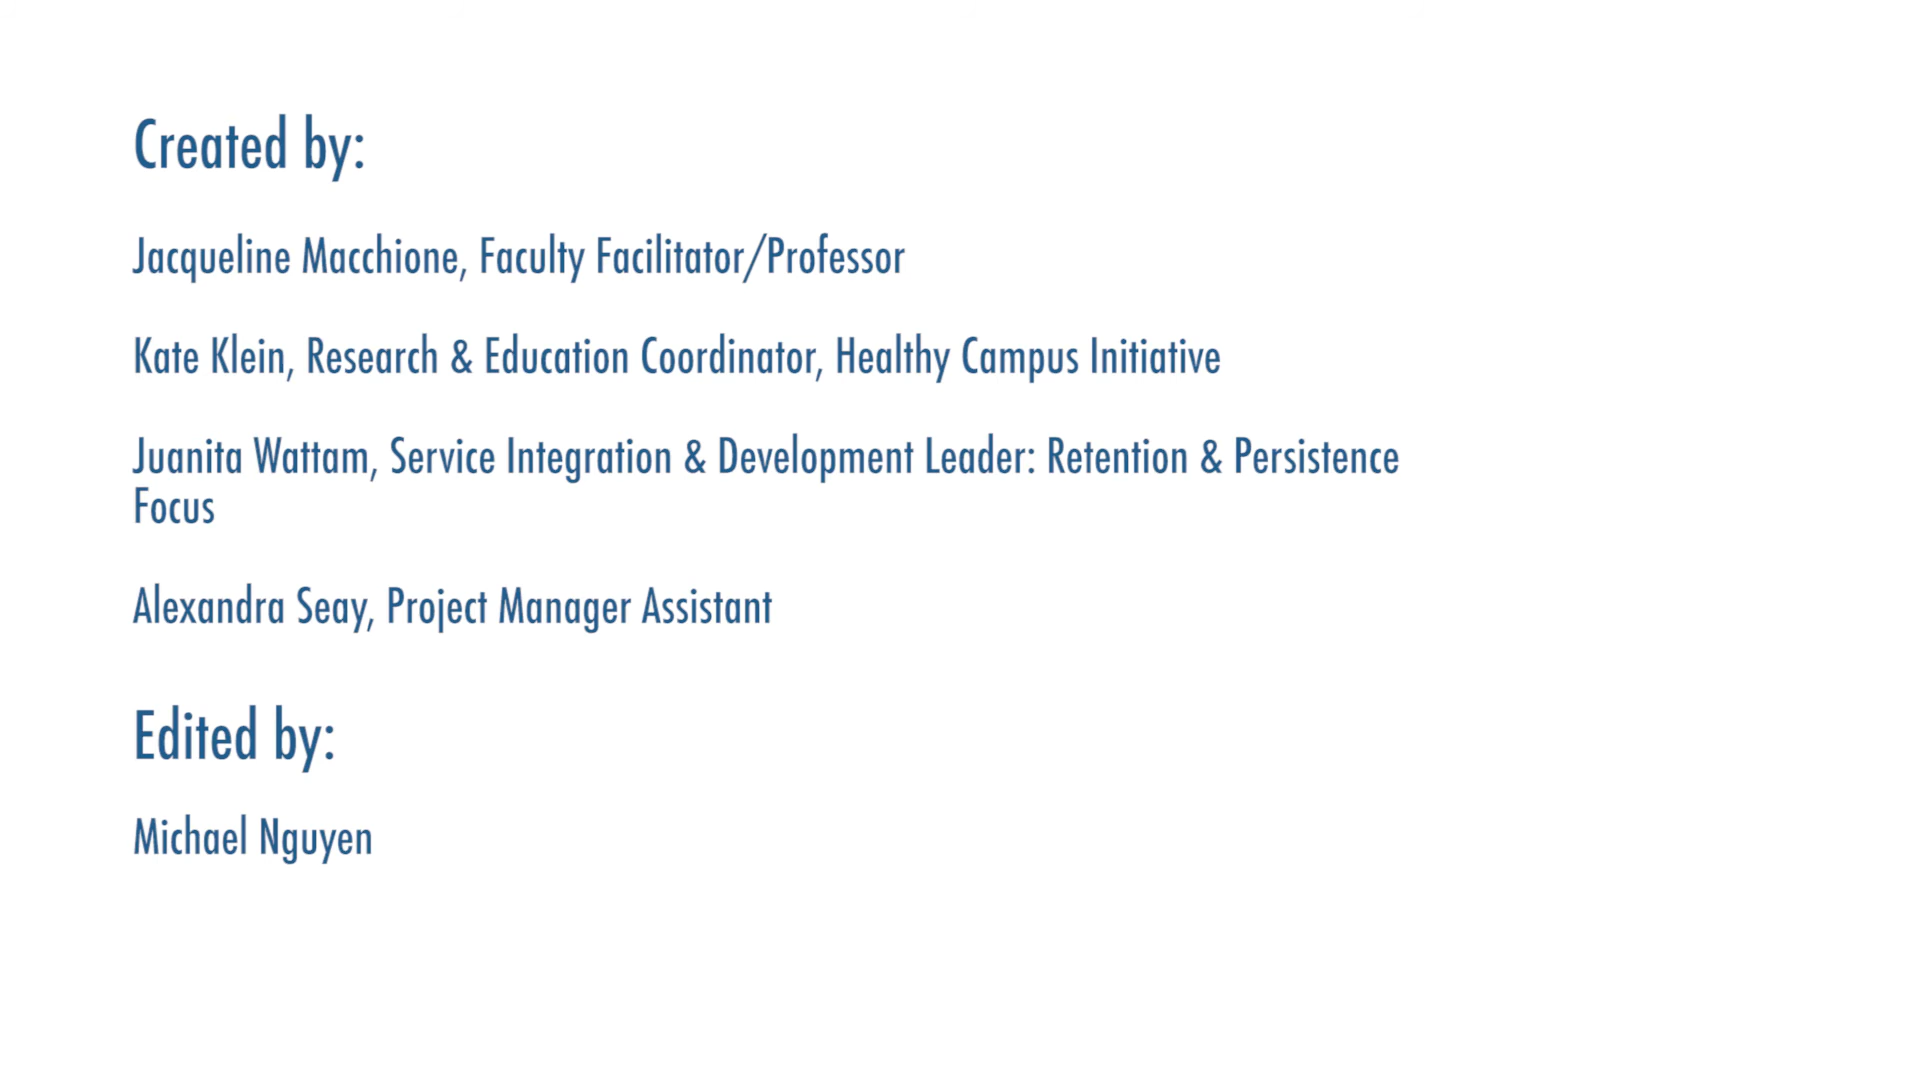 Created by:
Jacqueline Macchione, Faculty Facilitator/Professor
Kate Klein, Research & Education Coordinator, Healthy Campus Initiative
Juanita Wattam, Service Integration & Development Leader: Retention & Persistence
Focus
Alexandra Seay, Project Manager Assistant
Edited by:
Michael Nguyen